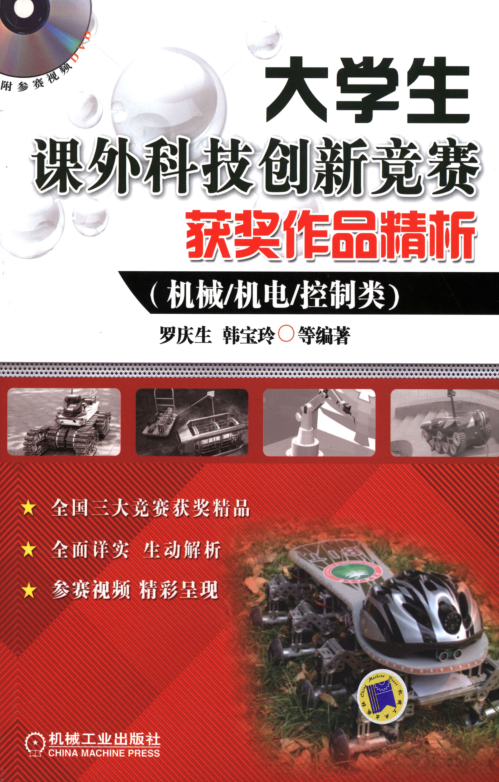 附参赛视频DVD
大学生
课外科技创新竞赛
获奖作品精析
（机械/机电/控制类）
罗庆生 韩宝玲○等编著
★ 全国三大竞赛获奖精品
★ 全面详实 生动解析
★ 参赛视频 精彩呈现
机械工业出版社
CHINA MACHINE PRESS